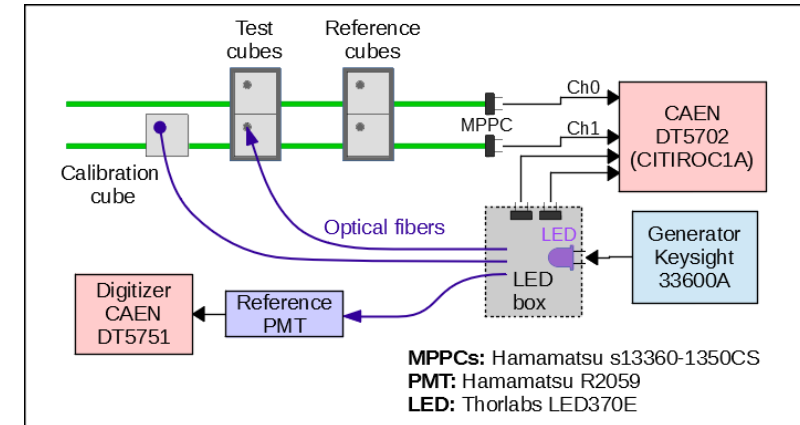 Test
cubes
Reference
cubes
Ch0
MPPC
Ch1
CAEN
DT5702
(CITIROC1A)
Calibration
cube
Optical fibers
LED
LED
box
Generator
Keysight
33600A
Digitizer
CAEN
DT5751
Reference
PMT
MPPCs: Hamamatsu s13360-1350CS
PMT: Hamamatsu R2059
LED: Thorlabs LED370E